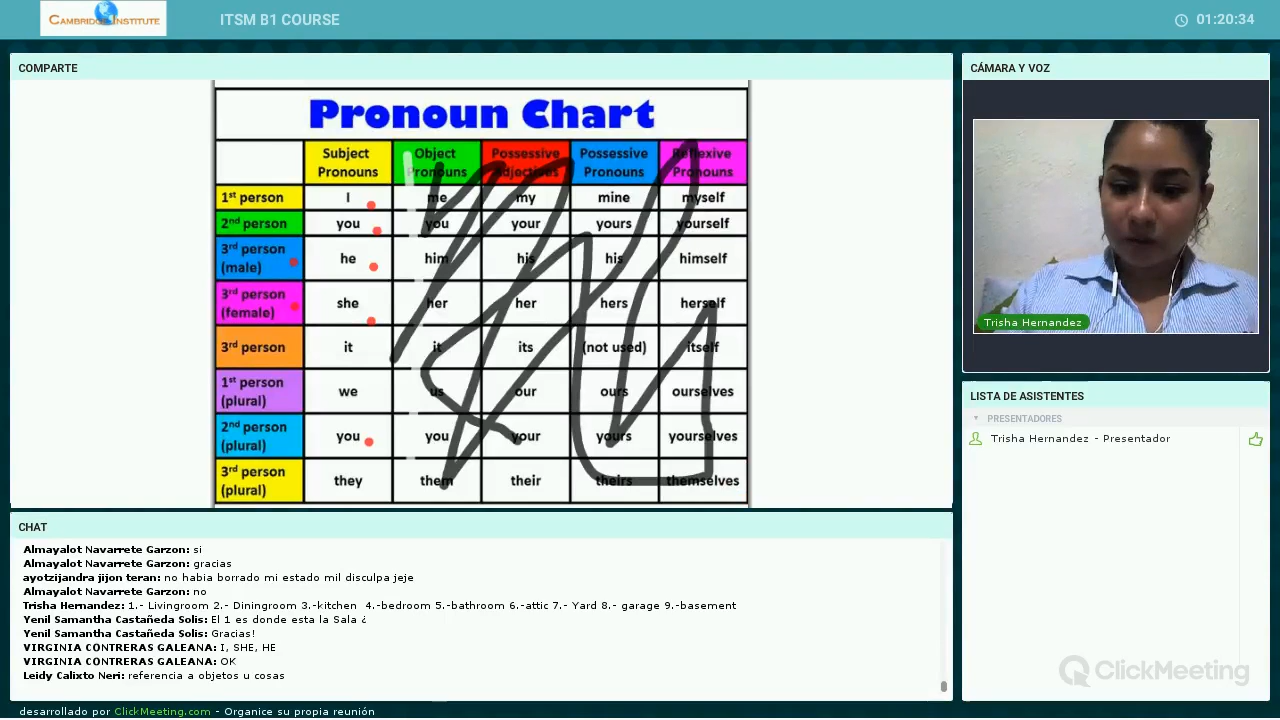 CAMBRIDGE INSTITUTE
ITSM B1 COURSE
01:20:34
COMPARTE
Pronoun Chart
Subject Pronouns Object Pronouns Possessive Adjectives Possessive Pronouns Reflexive Pronouns
1st person I me my mine myself
2nd person you you your yours yourself
3rd person (male) he him his his himself
3rd person (female) she her her hers herself
3rd person it it its (not used) itself
1st person (plural) we us our ours ourselves
2nd person (plural) you you your yours yourselves
3rd person (plural) they them their theirs themselves
CÁMARA Y VOZ
Trisha Hernandez
LISTA DE ASISTENTES
PRESENTADORES
Trisha Hernandez - Presentador
CHAT
Almayalot Navarrete Garzon: si
Almayalot Navarrete Garzon: gracias
ayotzijandra jijon teran: no habia borrado mi estado mil disculpa jeje
Almayalot Navarrete Garzon: no
Trisha Hernandez: 1.- Livingroom 2.- Diningroom 3.-kitchen 4.-bedroom 5.-bathroom 6.-attic 7.- Yard 8.- garage 9.-basement
Yenil Samantha Castañeda Solis: El 1 es donde esta la Sala ¿
Yenil Samantha Castañeda Solis: Gracias!
VIRGINIA CONTRERAS GALEANA: I, SHE, HE
VIRGINIA CONTRERAS GALEANA: OK
Leidy Calixto Neri: referencia a objetos u cosas
ClickMeeting
desarrollado por ClickMeeting.com - Organice su propia reunión